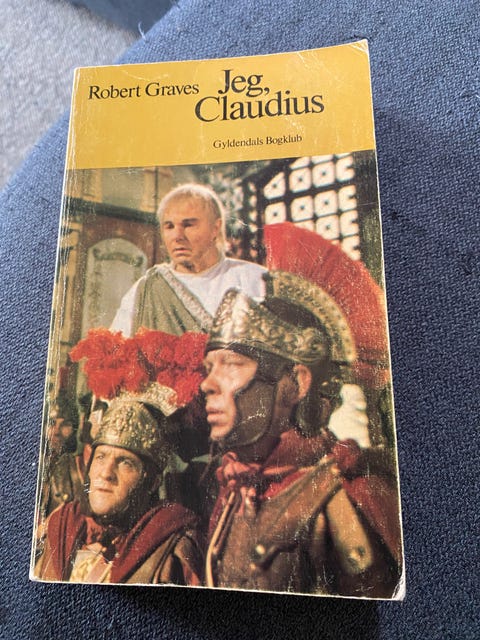 Robert Graves
Jeg,
Claudius
Gyldendals Bogklub